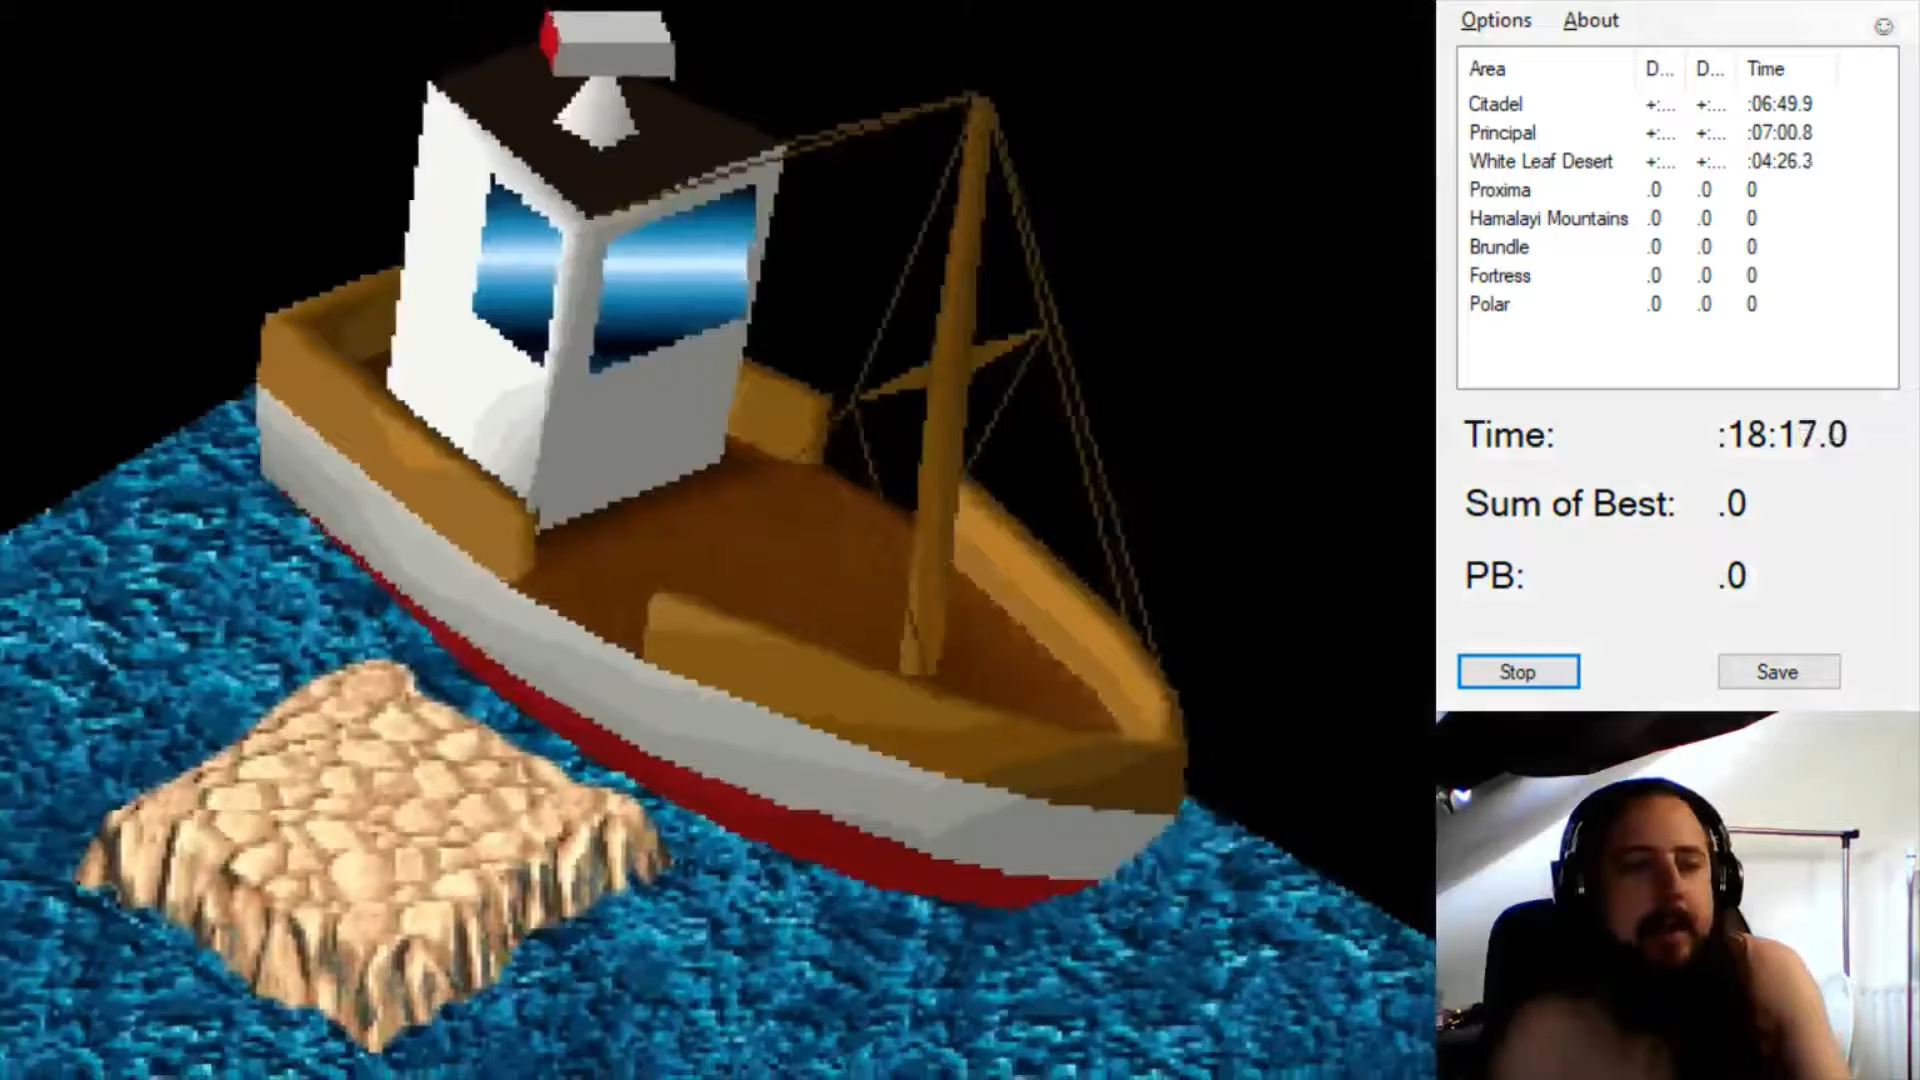 Options About
Area D... D... Time
Citadel +:... +:... :06:49.9
Principal +:... +:... :07:00.8
White Leaf Desert +:... +:... :04:26.3
Proxima .0 .0 0
Hamalayi Mountains .0 .0 0
Brundle .0 .0 0
Fortress .0 .0 0
Polar .0 .0 0
Time: :18:17.0
Sum of Best: .0
PB: .0
Stop Save